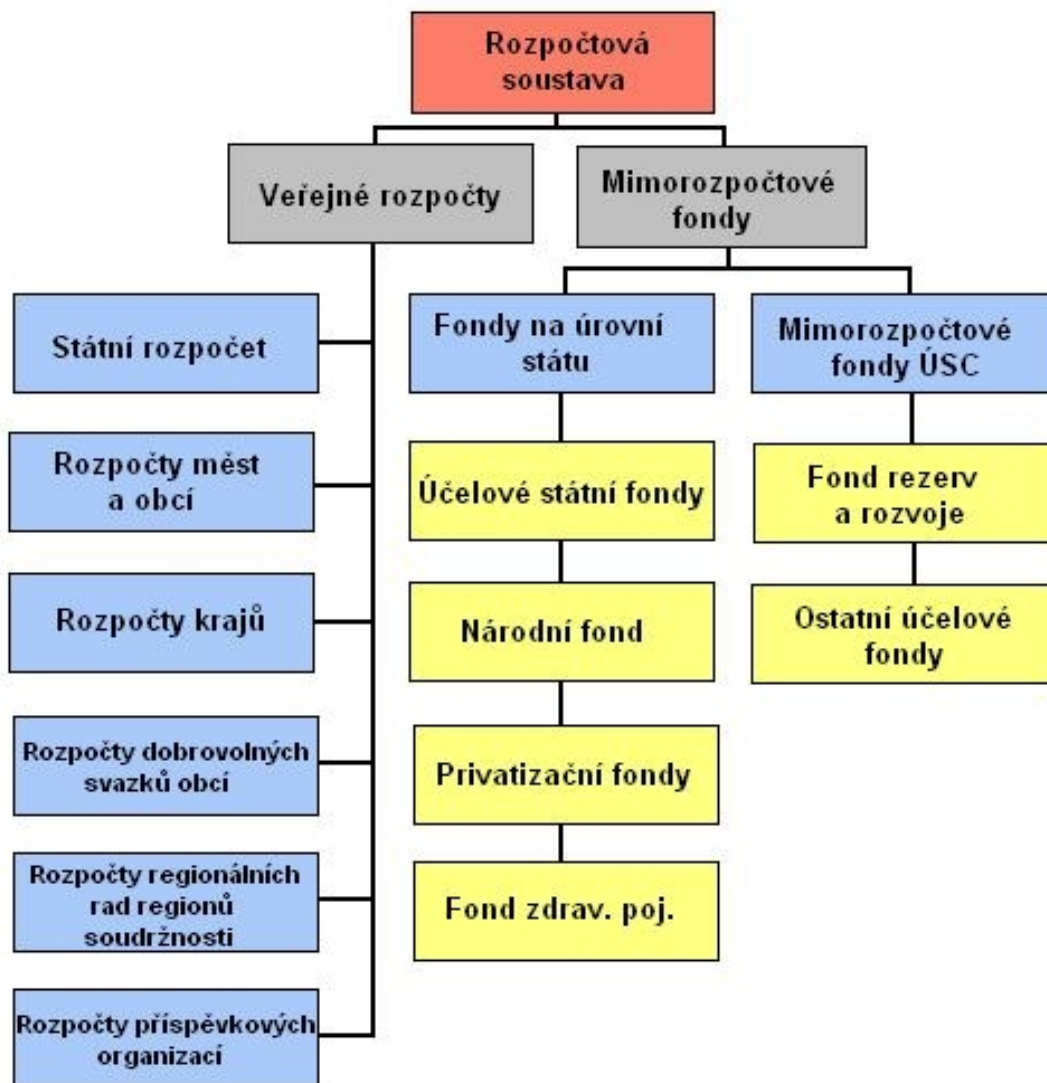 Rozpočtová
soustava
Veřejné rozpočty
Mimorozpočtové
fondy
Státní rozpočet
Rozpočty měst
a obcí
Rozpočty krajů
Rozpočty dobrovolných
svazků obcí
Rozpočty regionálních
rad regionů
soudržnosti
Rozpočty příspěvkových
organizací
Fondy na úrovní
státu
Účelové státní fondy
Národní fond
Privatizační fondy
Fond zdrav. poj.
Mimorozpočtové
fondy ÚSC
Fond rezerv
a rozvoje
Ostatní účelové
fondy